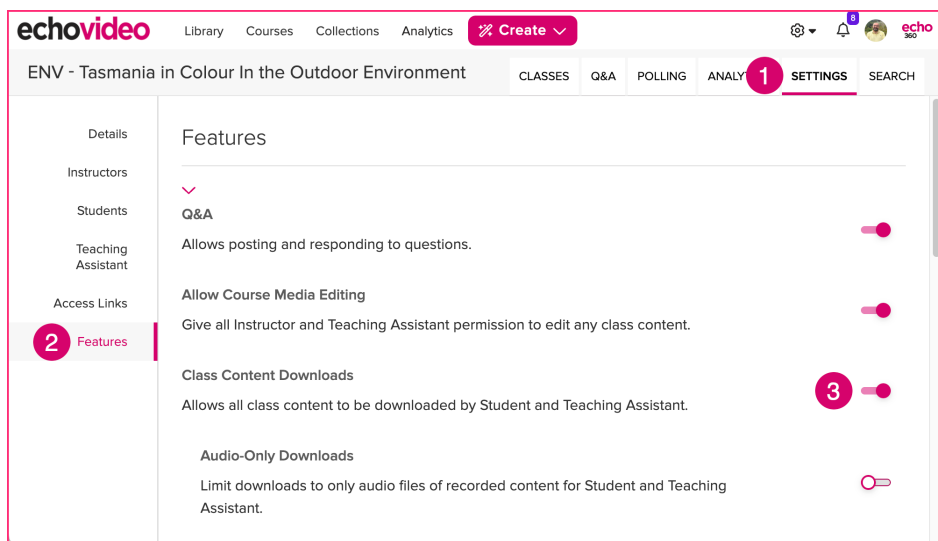 echovideo Library Courses Collections Analytics Create 8 echo
360
ENV - Tasmania in Colour In the Outdoor Environment CLASSES Q&A POLLING ANALY 1 SETTINGS SEARCH
Details
Instructors
Students
Teaching
Assistant
Access Links
2 Features
Features
Q&A
Allows posting and responding to questions.
Allow Course Media Editing
Give all Instructor and Teaching Assistant permission to edit any class content.
Class Content Downloads
Allows all class content to be downloaded by Student and Teaching Assistant.
3
Audio-Only Downloads
Limit downloads to only audio files of recorded content for Student and Teaching
Assistant.